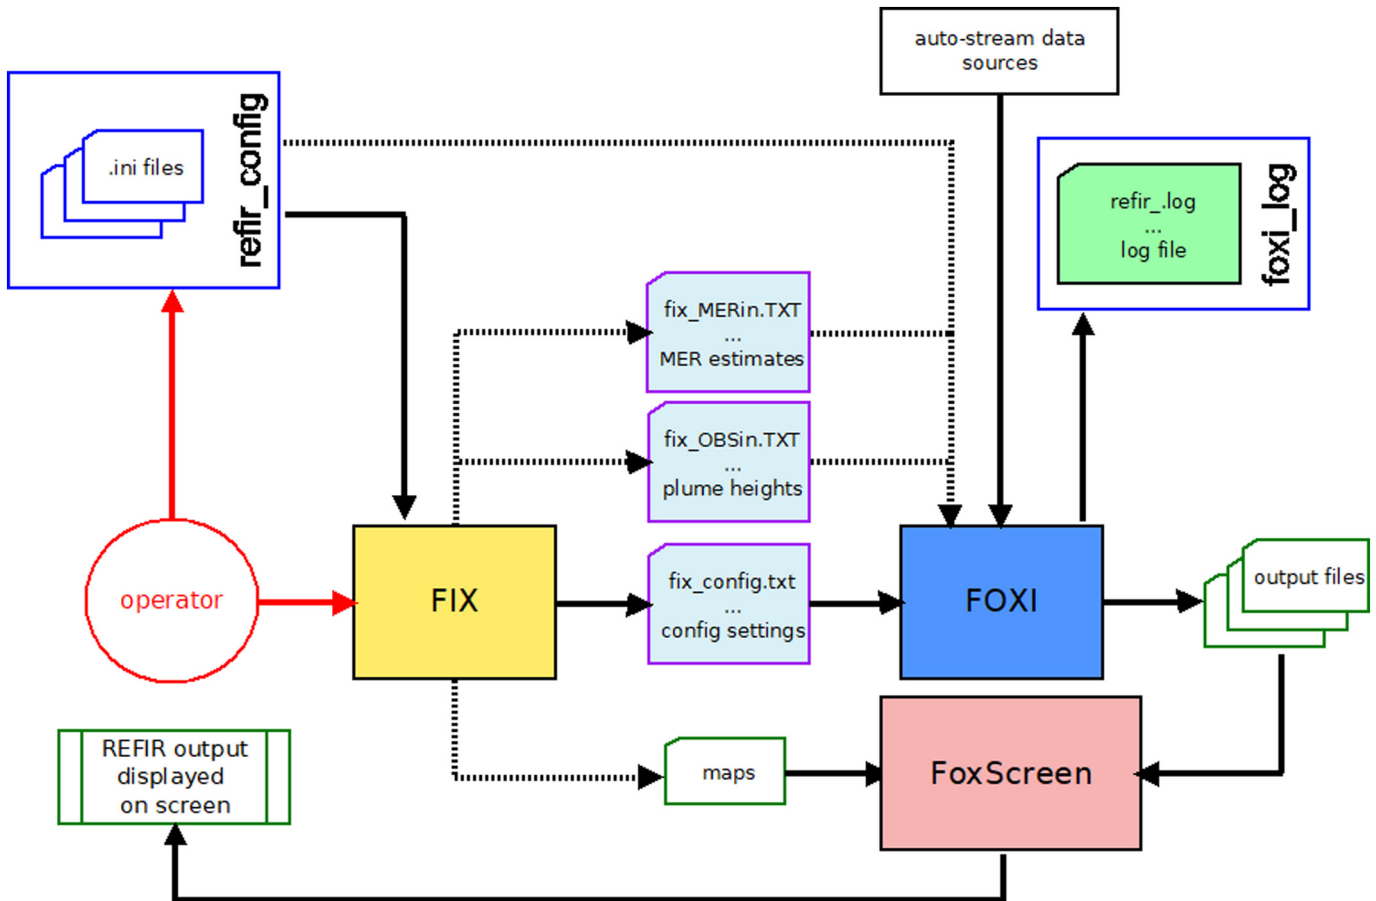 auto-stream data
sources
.ini files
refir_config
refir_.log
...
log file
foxi_log
fix_MERin.TXT
...
MER estimates
fix_OBSin.TXT
...
plume heights
operator
FIX
fix_config.txt
...
config settings
FOXI
output files
REFIR output
displayed
on screen
maps
FoxScreen